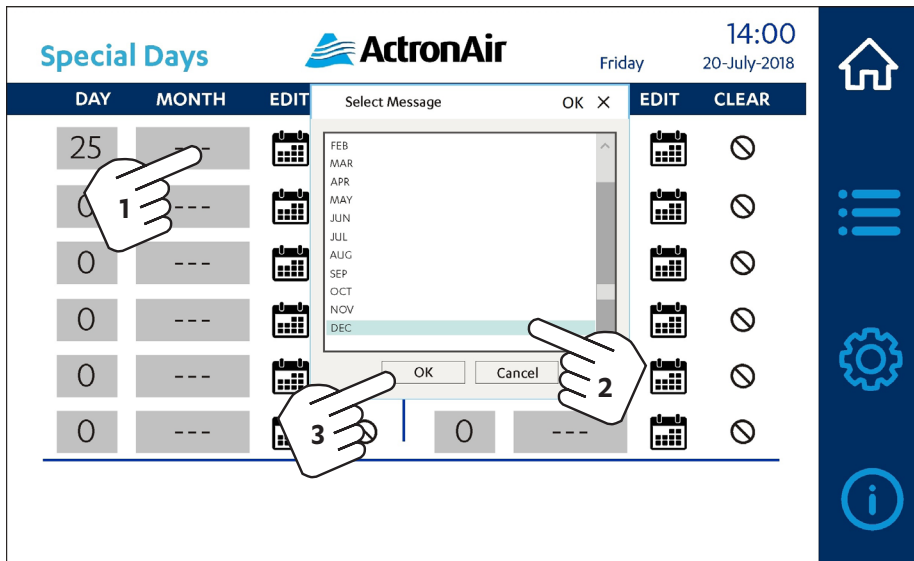 Special Days
ActronAir
Friday
14:00
20-July-2018
DAY MONTH EDIT
EDIT CLEAR
Select Message OK ×
FEB
MAR
APR
MAY
JUN
JUL
AUG
SEP
OCT
NOV
DEC
OK Cancel
25 ---
0 ---
0 ---
0 ---
0 ---
0 --- 0 ---
1
2
3
i